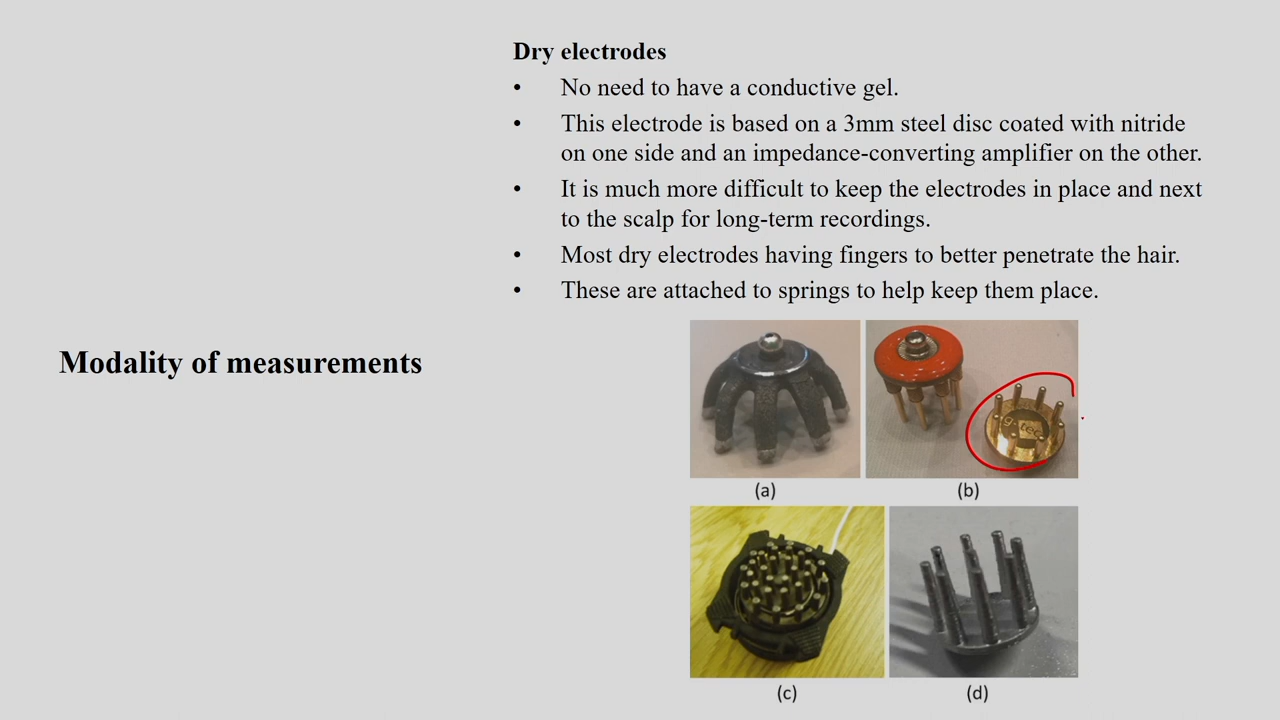 Dry electrodes
• No need to have a conductive gel.
• This electrode is based on a 3mm steel disc coated with nitride
on one side and an impedance-converting amplifier on the other.
• It is much more difficult to keep the electrodes in place and next
to the scalp for long-term recordings.
• Most dry electrodes having fingers to better penetrate the hair.
• These are attached to springs to help keep them place.
Modality of measurements
g.tec
(a)
(b)
(c)
(d)